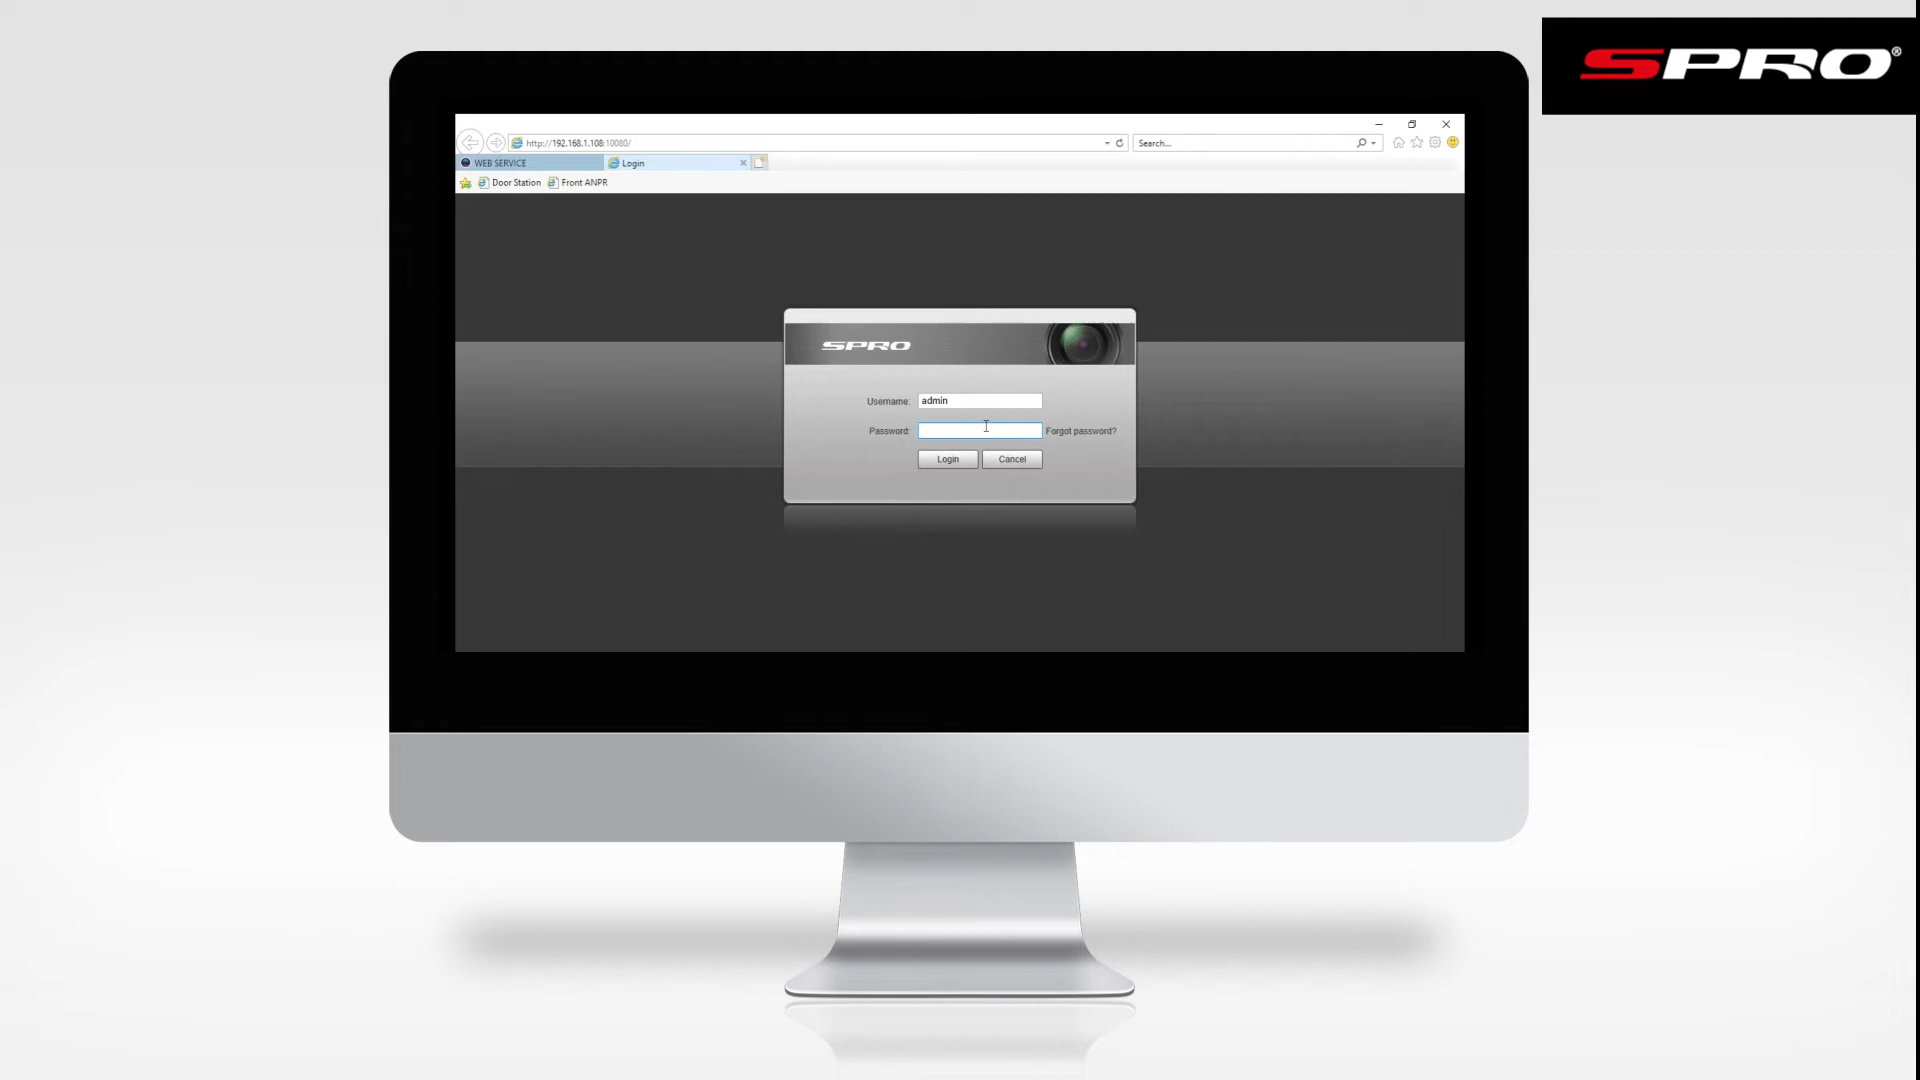 SPRO®
http://192.168.1.108:10080/
Search...
WEB SERVICE
Login
Door Station
Front ANPR
SPRO
Username: admin
Password:
Forgot password?
Login
Cancel